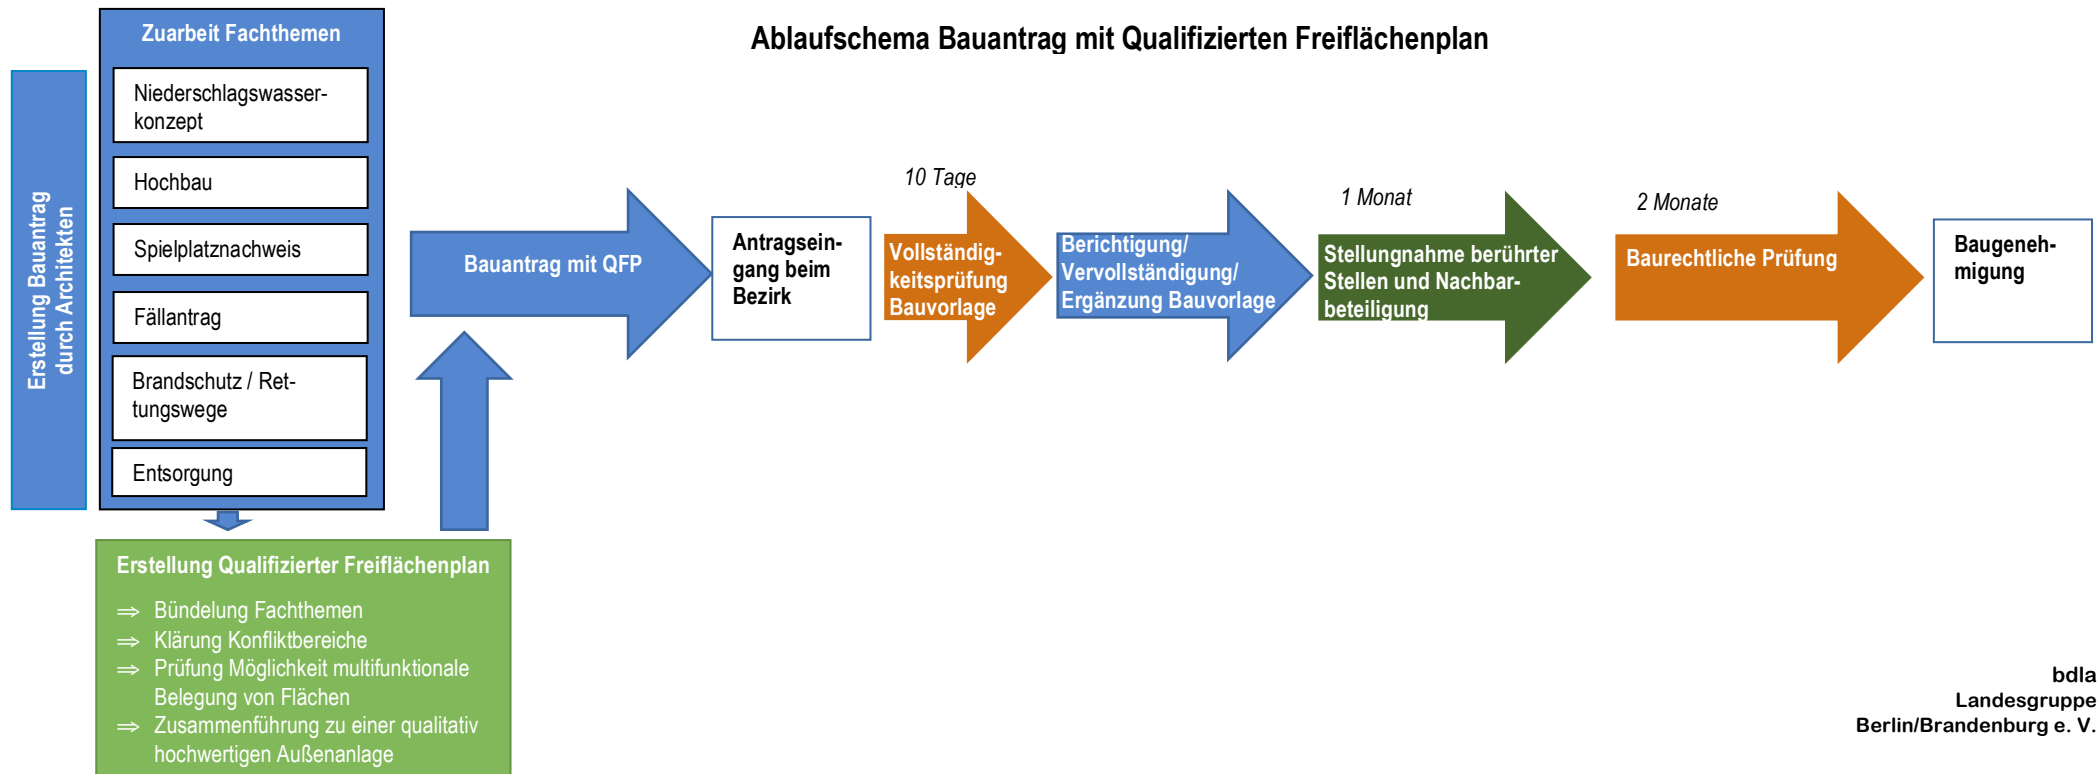 Ablaufschema Bauantrag mit Qualifizierten Freiflächenplan
Erstellung Bauantrag
durch Architekten
Zuarbeit Fachthemen
Niederschlagswasser-
konzept
Hochbau
Spielplatznachweis
Fällantrag
Brandschutz / Ret-
tungswege
Entsorgung
Erstellung Qualifizierter Freiflächenplan
⇒ Bündelung Fachthemen
⇒ Klärung Konfliktbereiche
⇒ Prüfung Möglichkeit multifunktionale
Belegung von Flächen
⇒ Zusammenführung zu einer qualitativ
hochwertigen Außenanlage
Bauantrag mit QFP
Antragsein-
gang beim
Bezirk
10 Tage
Vollständig-
keitsprüfung
Bauvorlage
Berichtigung/
Vervollständigung/
Ergänzung Bauvorlage
1 Monat
Stellungnahme berührter
Stellen und Nachbar-
beteiligung
2 Monate
Baurechtliche Prüfung
Baugeneh-
migung
bdla
Landesgruppe
Berlin/Brandenburg e. V.